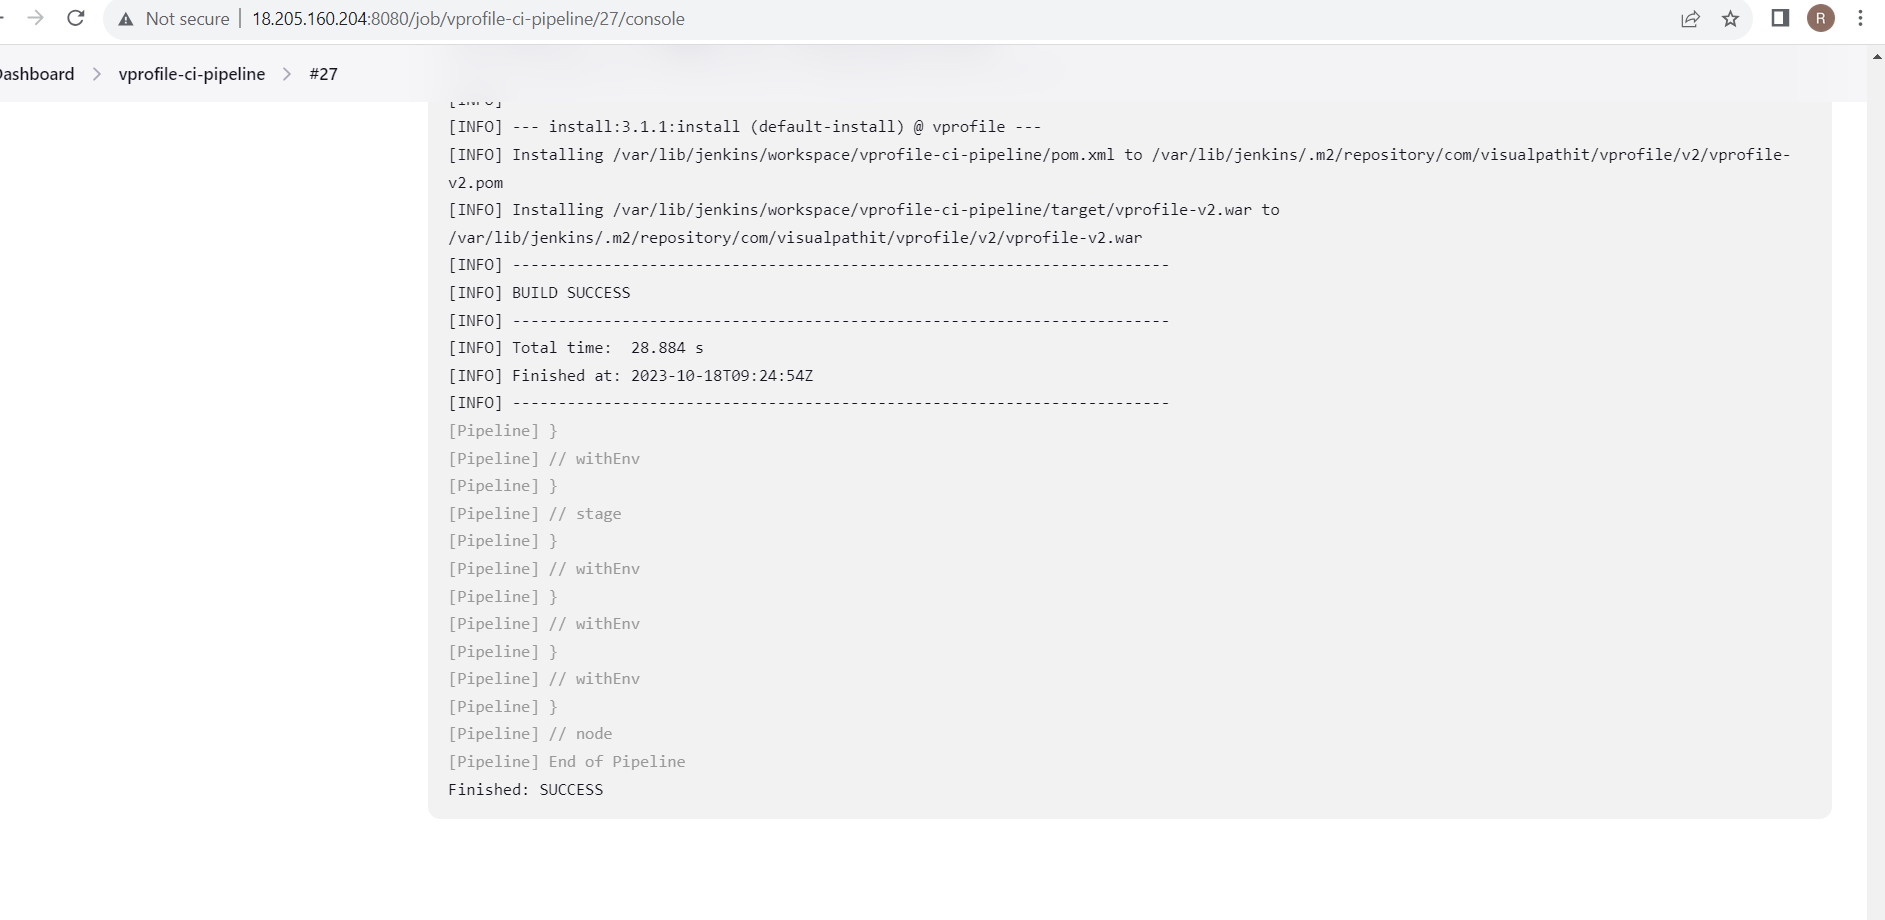 Not secure 18.205.160.204:8080/job/vprofile-ci-pipeline/27/console R
Dashboard vprofile-ci-pipeline #27
[INFO]
[INFO] --- install:3.1.1:install (default-install) @ vprofile ---
[INFO] Installing /var/lib/jenkins/workspace/vprofile-ci-pipeline/pom.xml to /var/lib/jenkins/.m2/repository/com/visualpathit/vprofile/v2/vprofile-
v2.pom
[INFO] Installing /var/lib/jenkins/workspace/vprofile-ci-pipeline/target/vprofile-v2.war to
/var/lib/jenkins/.m2/repository/com/visualpathit/vprofile/v2/vprofile-v2.war
[INFO] ------------------------------------------------------------------------
[INFO] BUILD SUCCESS
[INFO] ------------------------------------------------------------------------
[INFO] Total time:  28.884 s
[INFO] Finished at: 2023-10-18T09:24:54Z
[INFO] ------------------------------------------------------------------------
[Pipeline] }
[Pipeline] // withEnv
[Pipeline] }
[Pipeline] // stage
[Pipeline] }
[Pipeline] // withEnv
[Pipeline] }
[Pipeline] // withEnv
[Pipeline] }
[Pipeline] // withEnv
[Pipeline] }
[Pipeline] // node
[Pipeline] End of Pipeline
Finished: SUCCESS